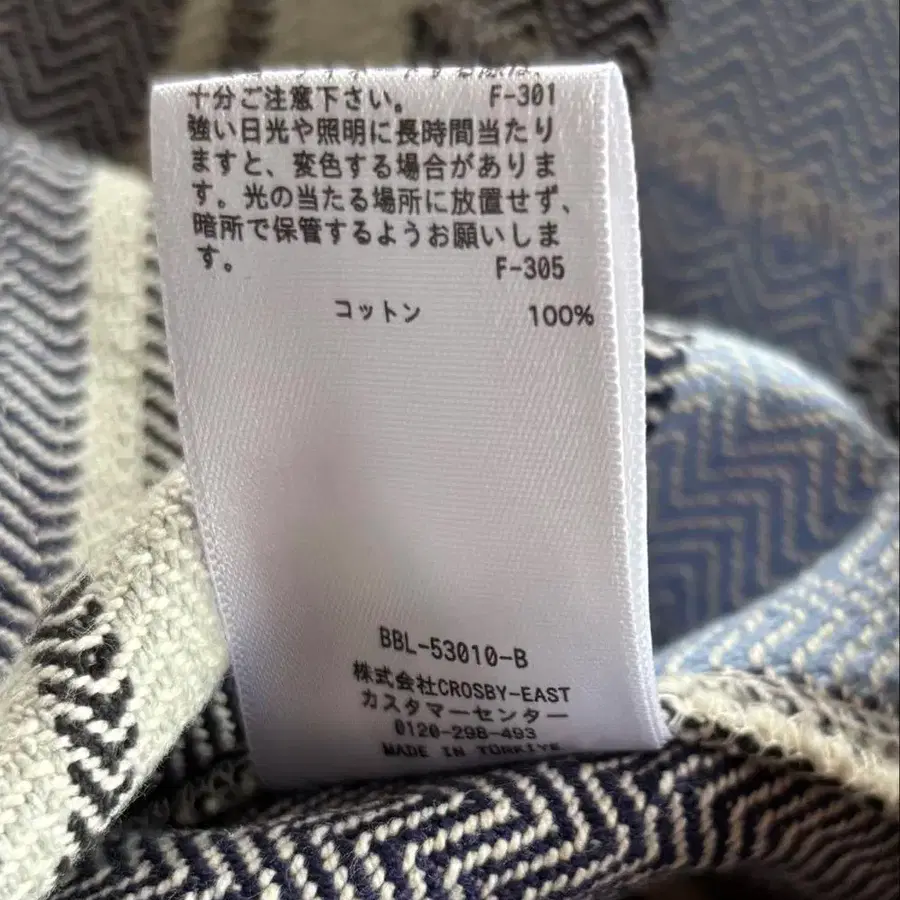 十分ご注意下さい。 F-301
強い日光や照明に長時間当たり
ますと、変色する場合がありま
す。光の当たる場所に放置せず、
暗所で保管するようお願いしま
す。 F-305
コットン 100%
BBL-53010-B
株式会社CROSBY-EAST
カスタマーセンター
0120-298-493
MADE IN TÜRKİYE